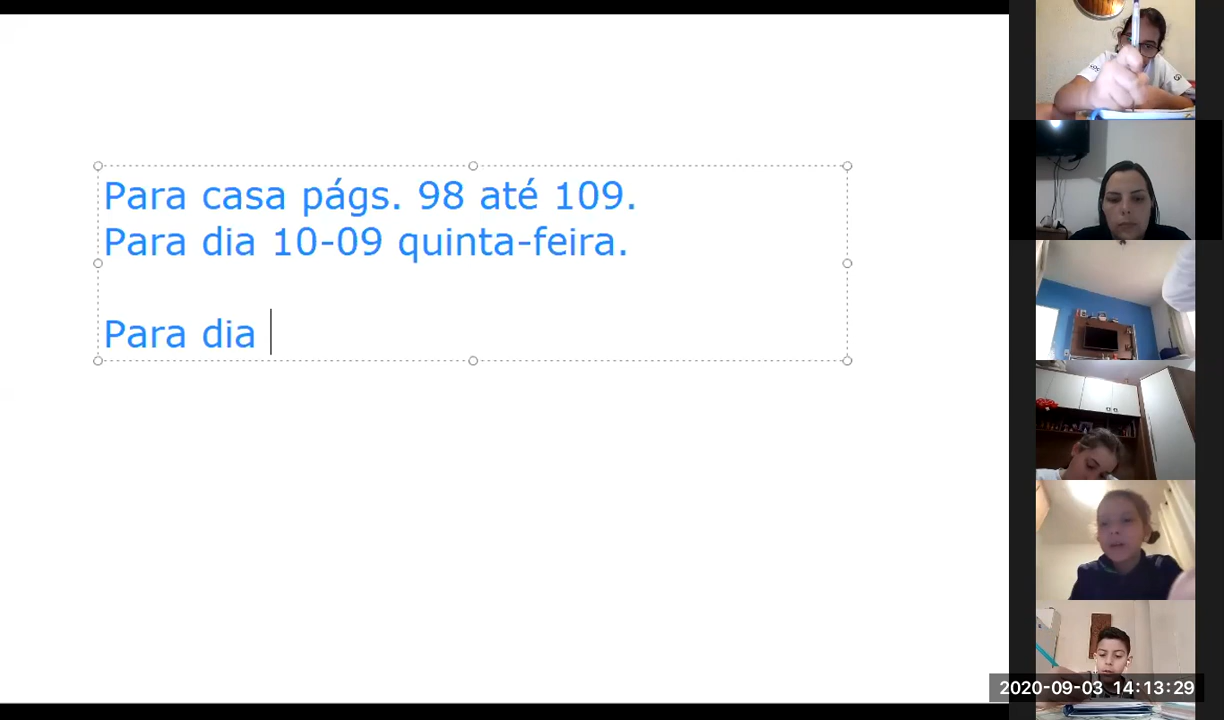 Para casa págs. 98 até 109.
Para dia 10-09 quinta-feira.
Para dia
2020-09-03 14:13:29